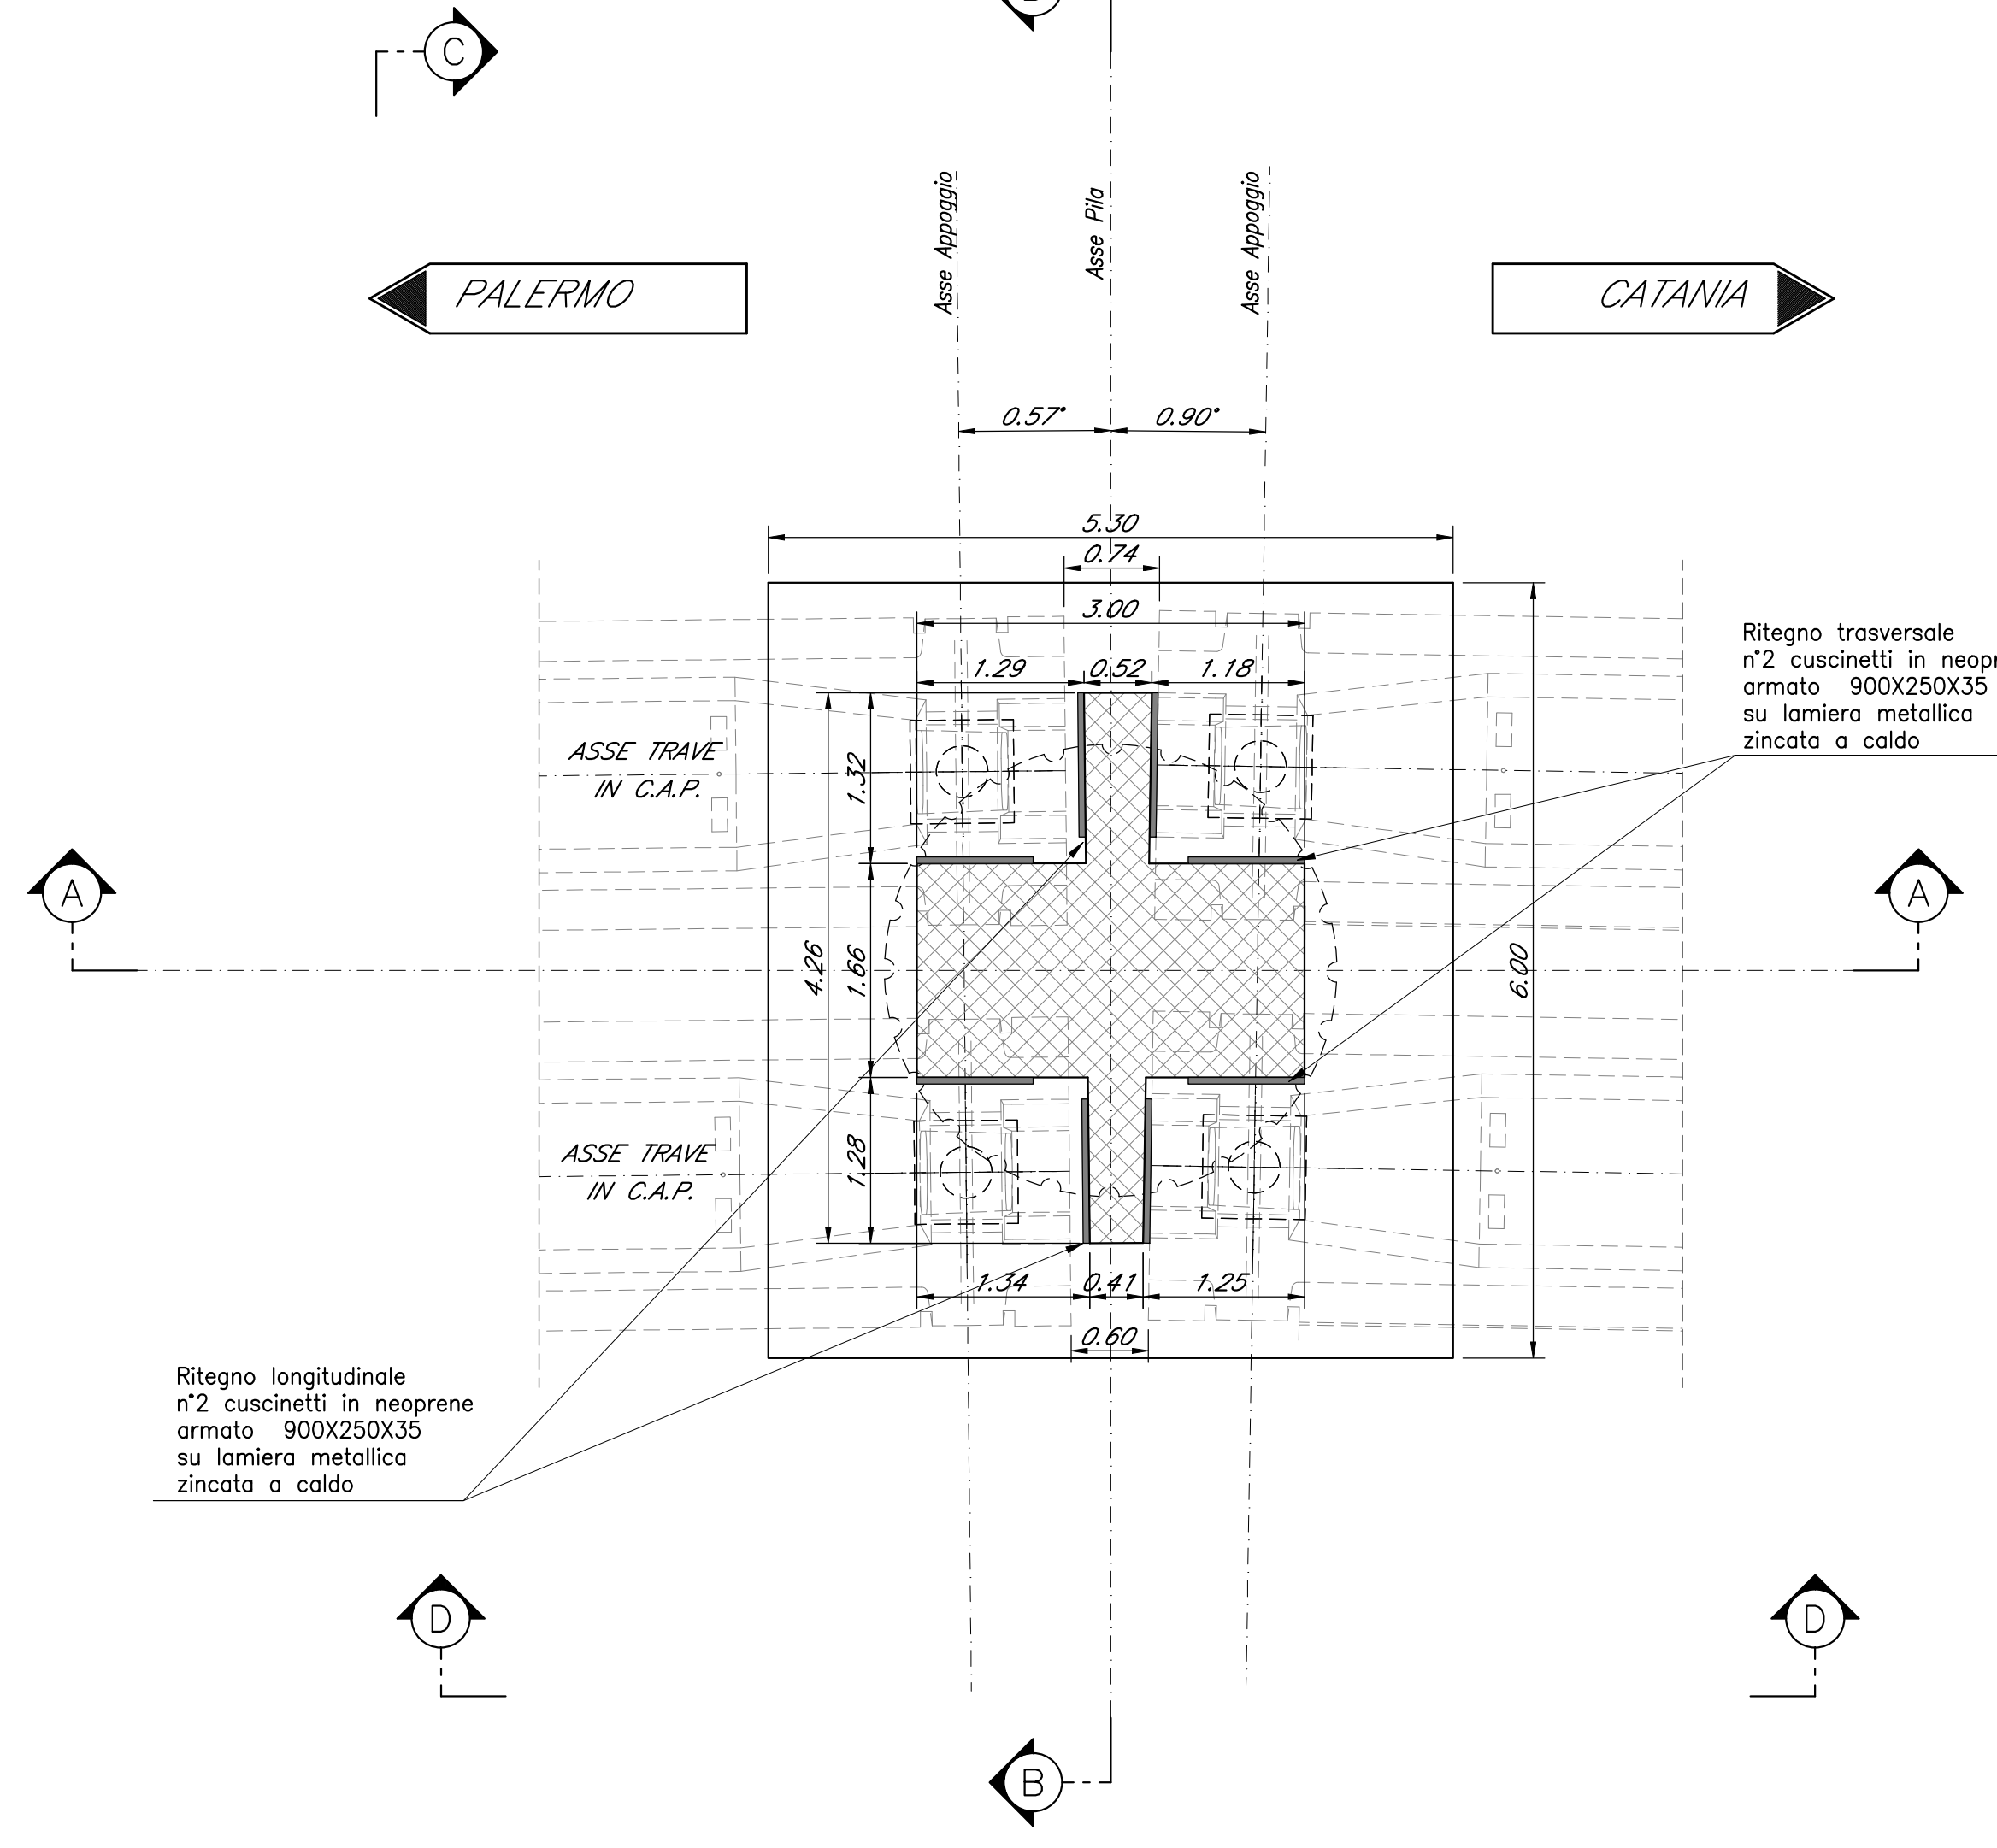 C
Asse Appoggio
Asse Pila
Asse Appoggio
PALERMO
CATANIA
0.57°
0.90°
5.30
0.74
3.00
1.29
0.52
1.18
Ritegno trasversale
n°2 cuscinetti in
armato 900X250X35
su lamiera metallica
zincata a caldo
ASSE TRAVE
IN C.A.P.
1.32
A
A
4.26
1.66
6.00
ASSE TRAVE
IN C.A.P.
1.28
1.34
0.41
1.25
0.60
Ritegno longitudinale
n°2 cuscinetti in neoprene
armato 900X250X35
su lamiera metallica
zincata a caldo
D
D
B